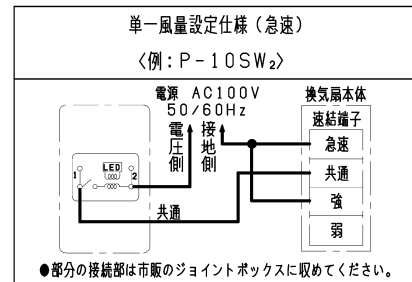 単一風量設定仕様（急速）
〈例：P-10SW₂〉
電源 AC100V
50/60Hz
電圧側
接地側
換気扇本体
速結端子
急速
共通
強
弱
LED
1
2
共通
●部分の接続部は市販のジョイントボックスに収めてください。